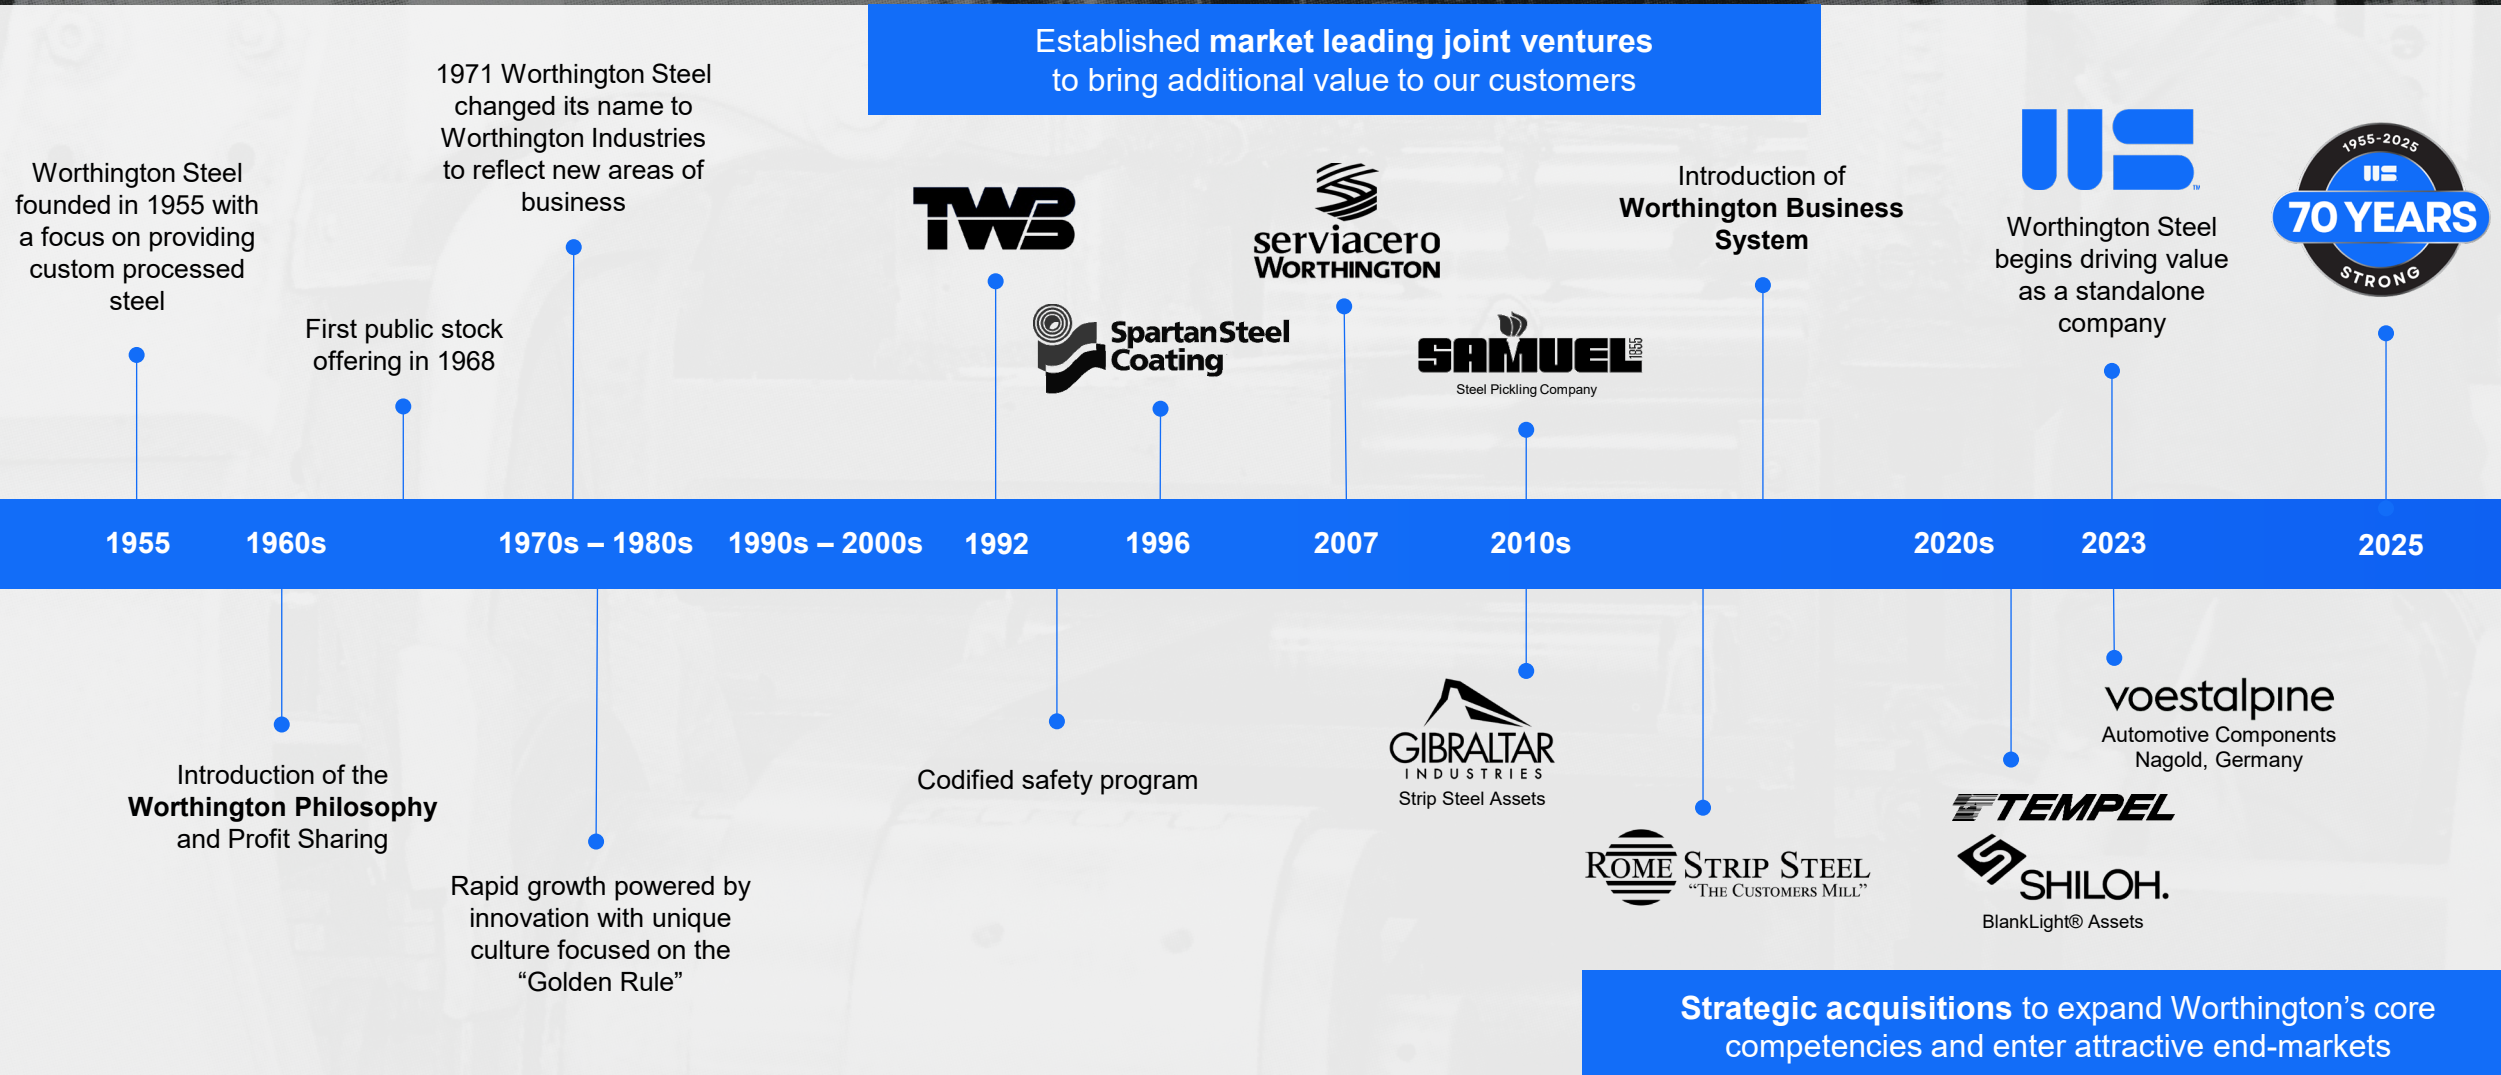 Established market leading joint ventures
to bring additional value to our customers
Worthington Steel
founded in 1955 with
a focus on providing
custom processed
steel
First public stock
offering in 1968
1971 Worthington Steel
changed its name to
Worthington Industries
to reflect new areas of
business
TWB
Spartan Steel
Coating
serviacero
WORTHINGTON
SAMUEL 1855
Steel Pickling Company
Introduction of
Worthington Business
System
WS™
Worthington Steel
begins driving value
as a standalone
company
1955-2025
WS
70 YEARS
STRONG
1955
1960s
1970s – 1980s
1990s – 2000s
1992
1996
2007
2010s
2020s
2023
2025
Introduction of the
Worthington Philosophy
and Profit Sharing
Rapid growth powered by
innovation with unique
culture focused on the
“Golden Rule”
Codified safety program
GIBRALTAR
INDUSTRIES
Strip Steel Assets
ROME STRIP STEEL
“THE CUSTOMERS MILL”
TEMPEL
SHILOH.
BlankLight® Assets
voestalpine
Automotive Components
Nagold, Germany
Strategic acquisitions to expand Worthington’s core
competencies and enter attractive end-markets